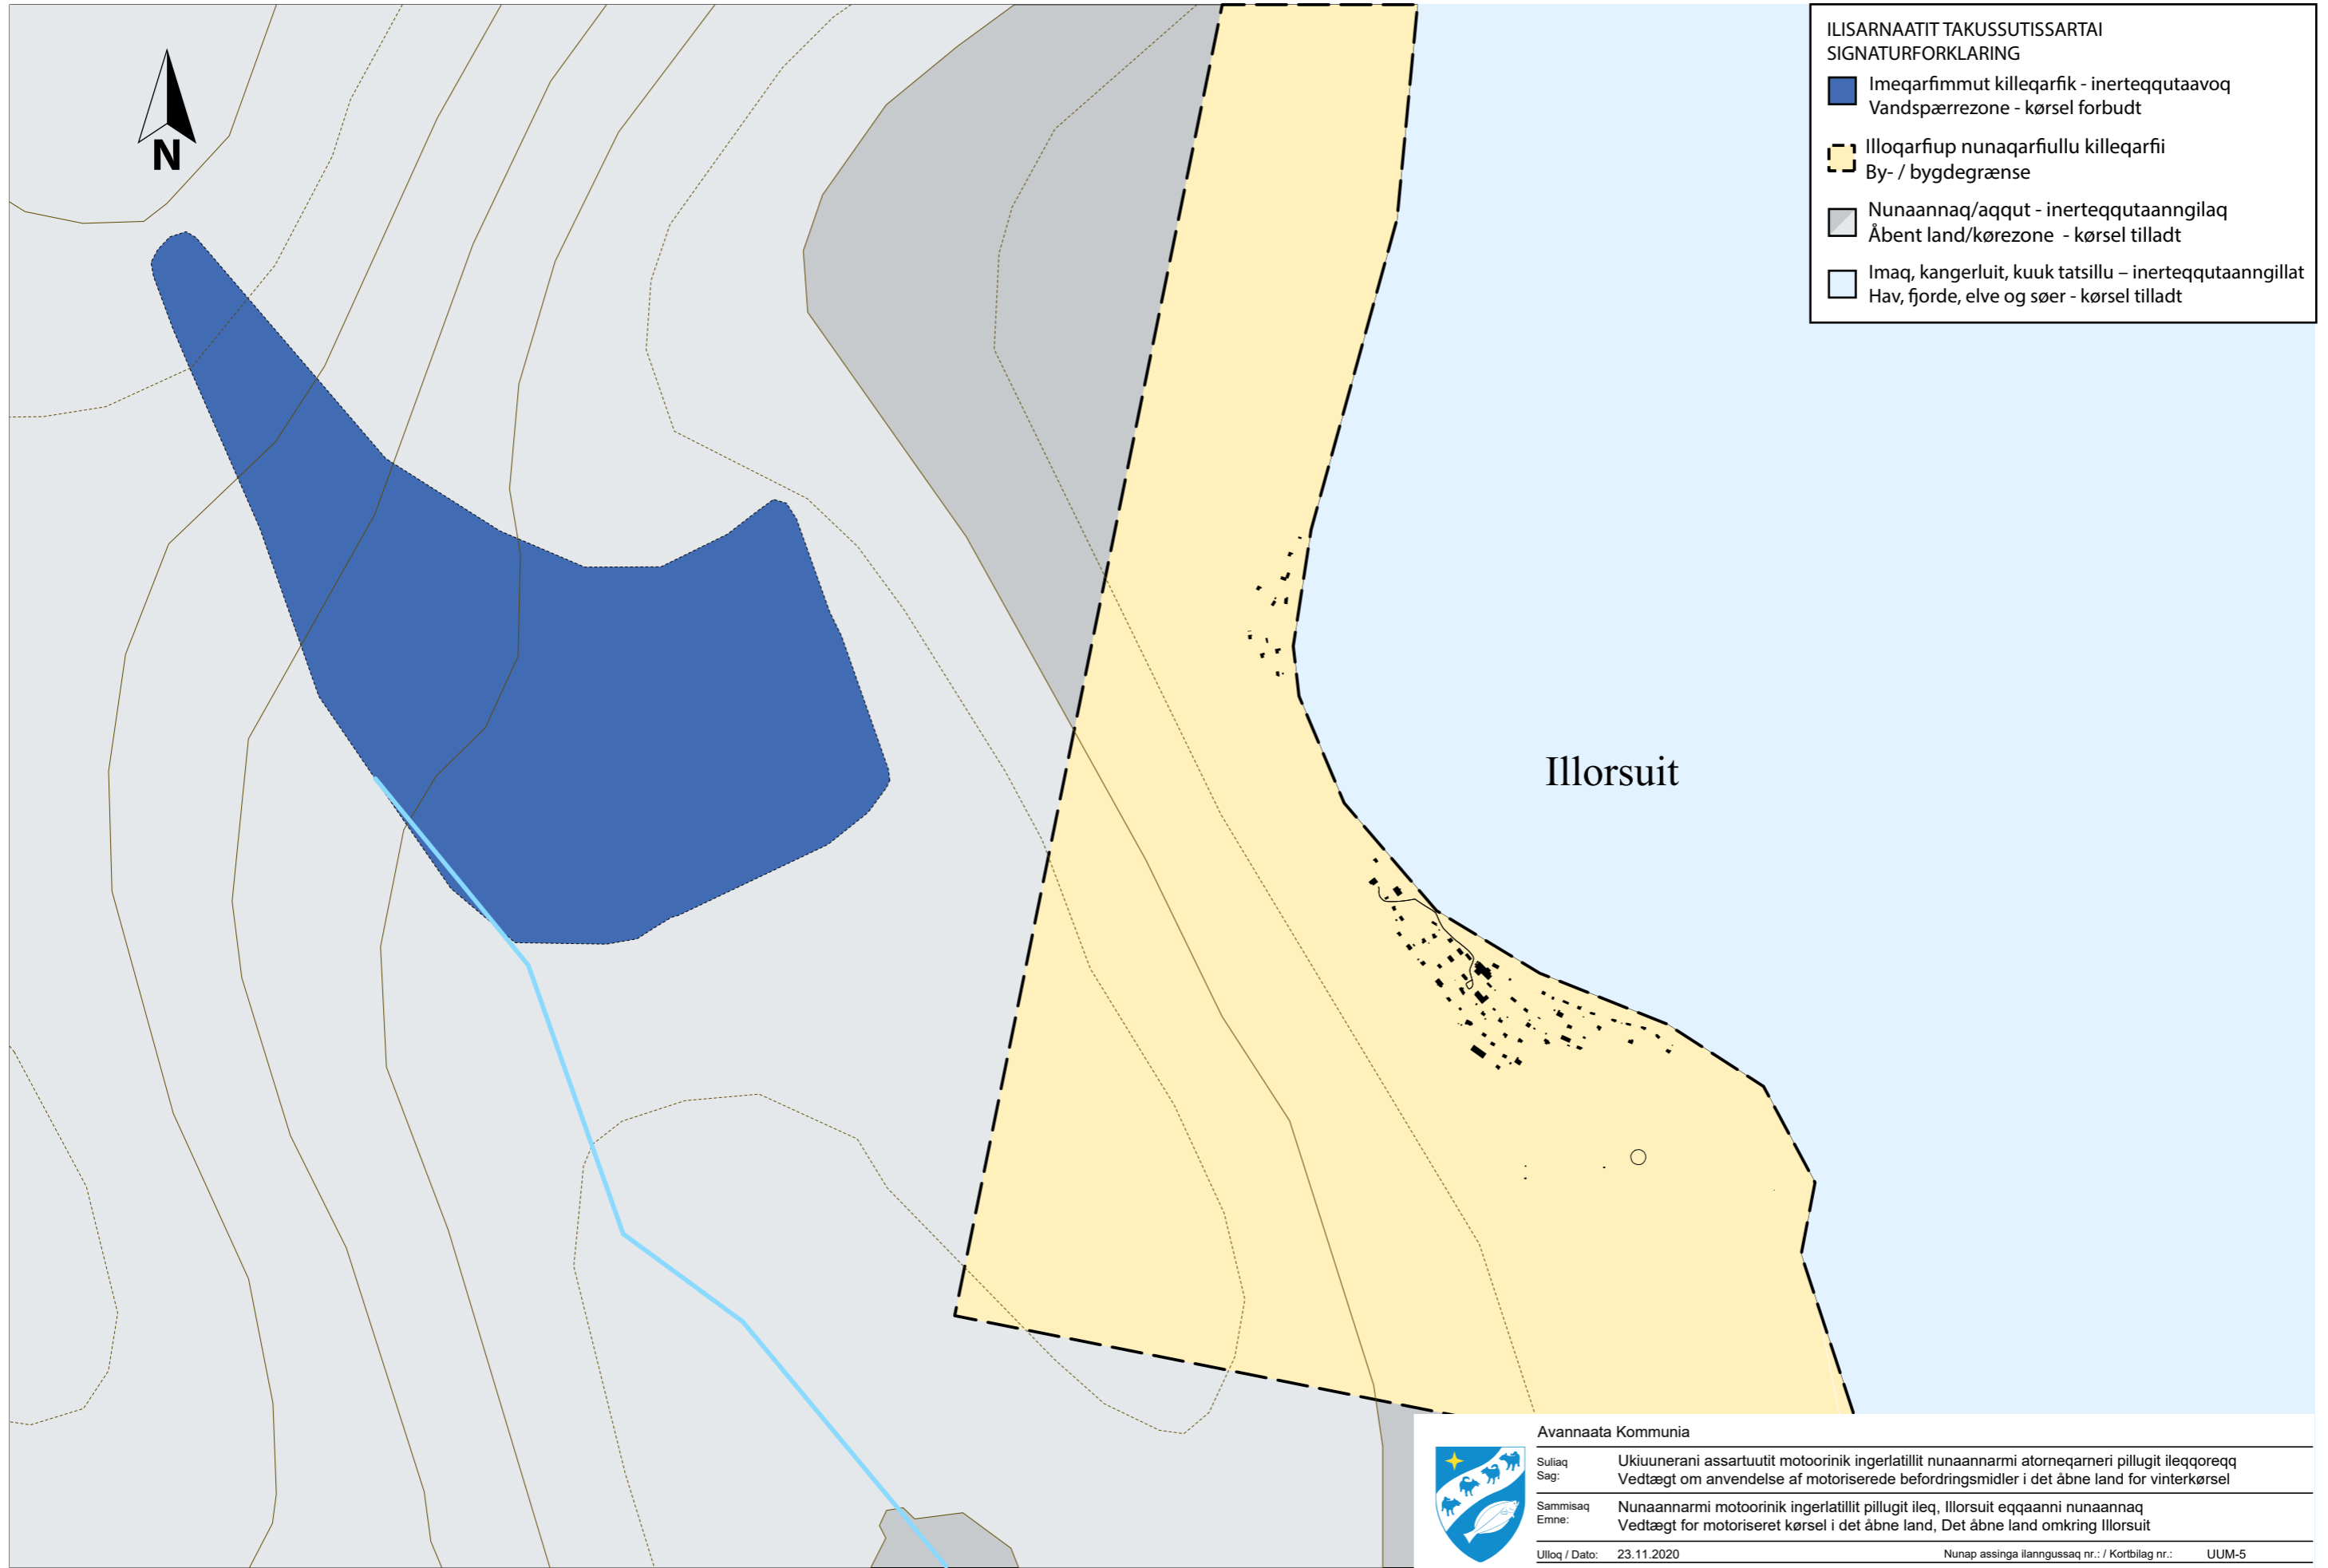 ILISARNAATIT TAKUSSUTISSARTAI
SIGNATURFORKLARING
Imeqarfimmut killeqarfik - inerteqqutaavoq
Vandspærrezone - kørsel forbudt
Illoqarfiup nunaqarfiullu killeqarfii
By- / bygdegrænse
Nunaannaq/aqqut - inerteqqutaanngilaq
Åbent land/kørezone - kørsel tilladt
Imaq, kangerluit, kuuk tatsillu – inerteqqutaanngillat
Hav, fjorde, elve og søer - kørsel tilladt
N
Illorsuit
Avannaata Kommunia
Suliaq Ukiuunerani assartuutit motoorinik ingerlatillit nunaannarmi atorneqarneri pillugit ileqqoreqq
Sag: Vedtægt om anvendelse af motoriserede befordringsmidler i det åbne land for vinterkørsel
Sammisaq Nunaannarmi motoorinik ingerlatillit pillugit ileq, Illorsuit eqqaanni nunaannaq
Emne: Vedtægt for motoriseret kørsel i det åbne land, Det åbne land omkring Illorsuit
Ulloq / Dato: 23.11.2020 Nunap assinga ilanngussaq nr.: / Kortbilag nr.: UUM-5